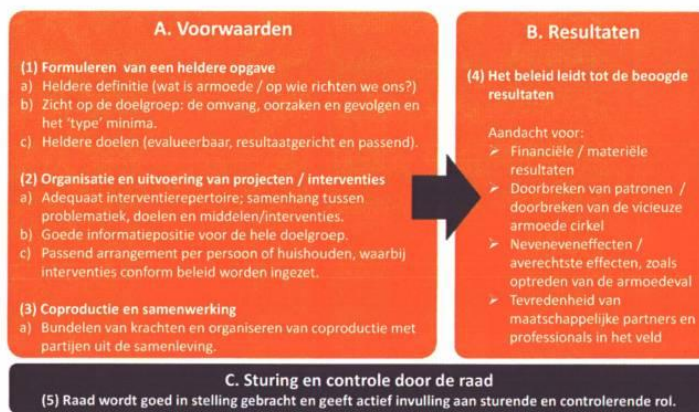 A. Voorwaarden
(1) Formuleren van een heldere opgave
a) Heldere definitie (wat is armoede / op wie richten we ons?)
b) Zicht op de doelgroep: de omvang, oorzaken en gevolgen en
het 'type' minima.
c) Heldere doelen (evalueerbaar, resultaatgericht en passend).
(2) Organisatie en uitvoering van projecten / interventies
a) Adequaat interventierepertoire; samenhang tussen
problematiek, doelen en middelen/interventies.
b) Goede informatiepositie voor de hele doelgroep.
c) Passend arrangement per persoon of huishouden, waarbij
interventies conform beleid worden ingezet.
(3) Coproductie en samenwerking
a) Bundelen van krachten en organiseren van coproductie met
partijen uit de samenleving.
B. Resultaten
(4) Het beleid leidt tot de beoogde
resultaten
Aandacht voor:
➢ Financiële / materiële
resultaten
➢ Doorbreken van patronen /
doorbreken van de vicieuze
armoede cirkel
➢ Neveneveneffecten /
averechtste effecten, zoals
optreden van de armoedeval
➢ Tevredenheid van
maatschappelijke partners en
professionals in het veld
C. Sturing en controle door de raad
(5) Raad wordt goed in stelling gebracht en geeft actief invulling aan sturende en controlerende rol.